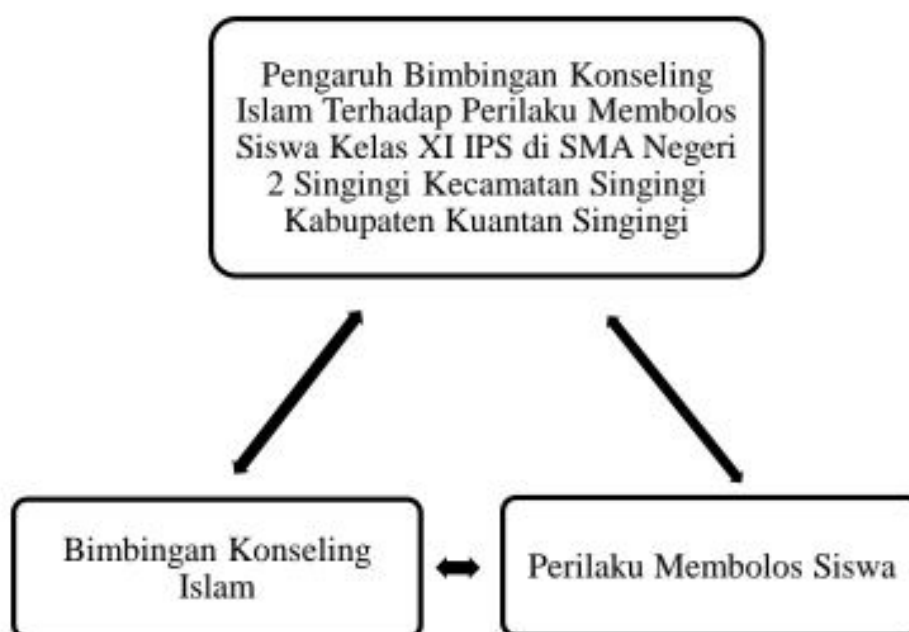 Pengaruh Bimbingan Konseling
Islam Terhadap Perilaku Membolos
Siswa Kelas XI IPS di SMA Negeri
2 Singingi Kecamatan Singingi
Kabupaten Kuantan Singingi
Bimbingan Konseling
Islam
Perilaku Membolos Siswa